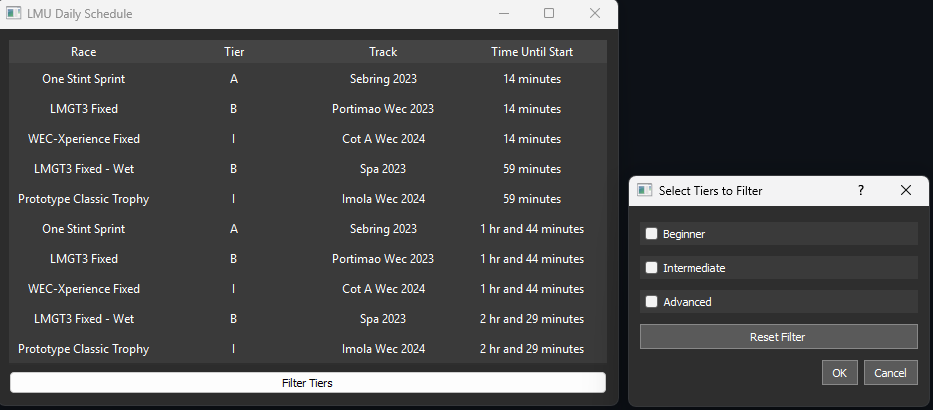 LMU Daily Schedule
Race Tier Track Time Until Start
One Stint Sprint A Sebring 2023 14 minutes
LMGT3 Fixed B Portimao Wec 2023 14 minutes
WEC-Xperience Fixed I Cot A Wec 2024 14 minutes
LMGT3 Fixed - Wet B Spa 2023 59 minutes
Prototype Classic Trophy I Imola Wec 2024 59 minutes
One Stint Sprint A Sebring 2023 1 hr and 44 minutes
LMGT3 Fixed B Portimao Wec 2023 1 hr and 44 minutes
WEC-Xperience Fixed I Cot A Wec 2024 1 hr and 44 minutes
LMGT3 Fixed - Wet B Spa 2023 2 hr and 29 minutes
Prototype Classic Trophy I Imola Wec 2024 2 hr and 29 minutes
Filter Tiers
Select Tiers to Filter ?
Beginner
Intermediate
Advanced
Reset Filter
OK Cancel